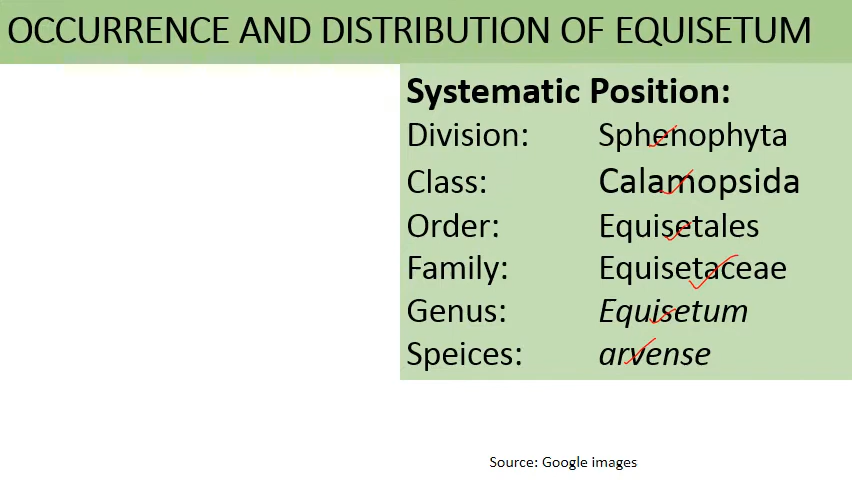 OCCURRENCE AND DISTRIBUTION OF EQUISETUM
Systematic Position:
Division: Sphenophyta
Class: Calamopsida
Order: Equisetales
Family: Equisetaceae
Genus: Equisetum
Speices: arvense
Source: Google images